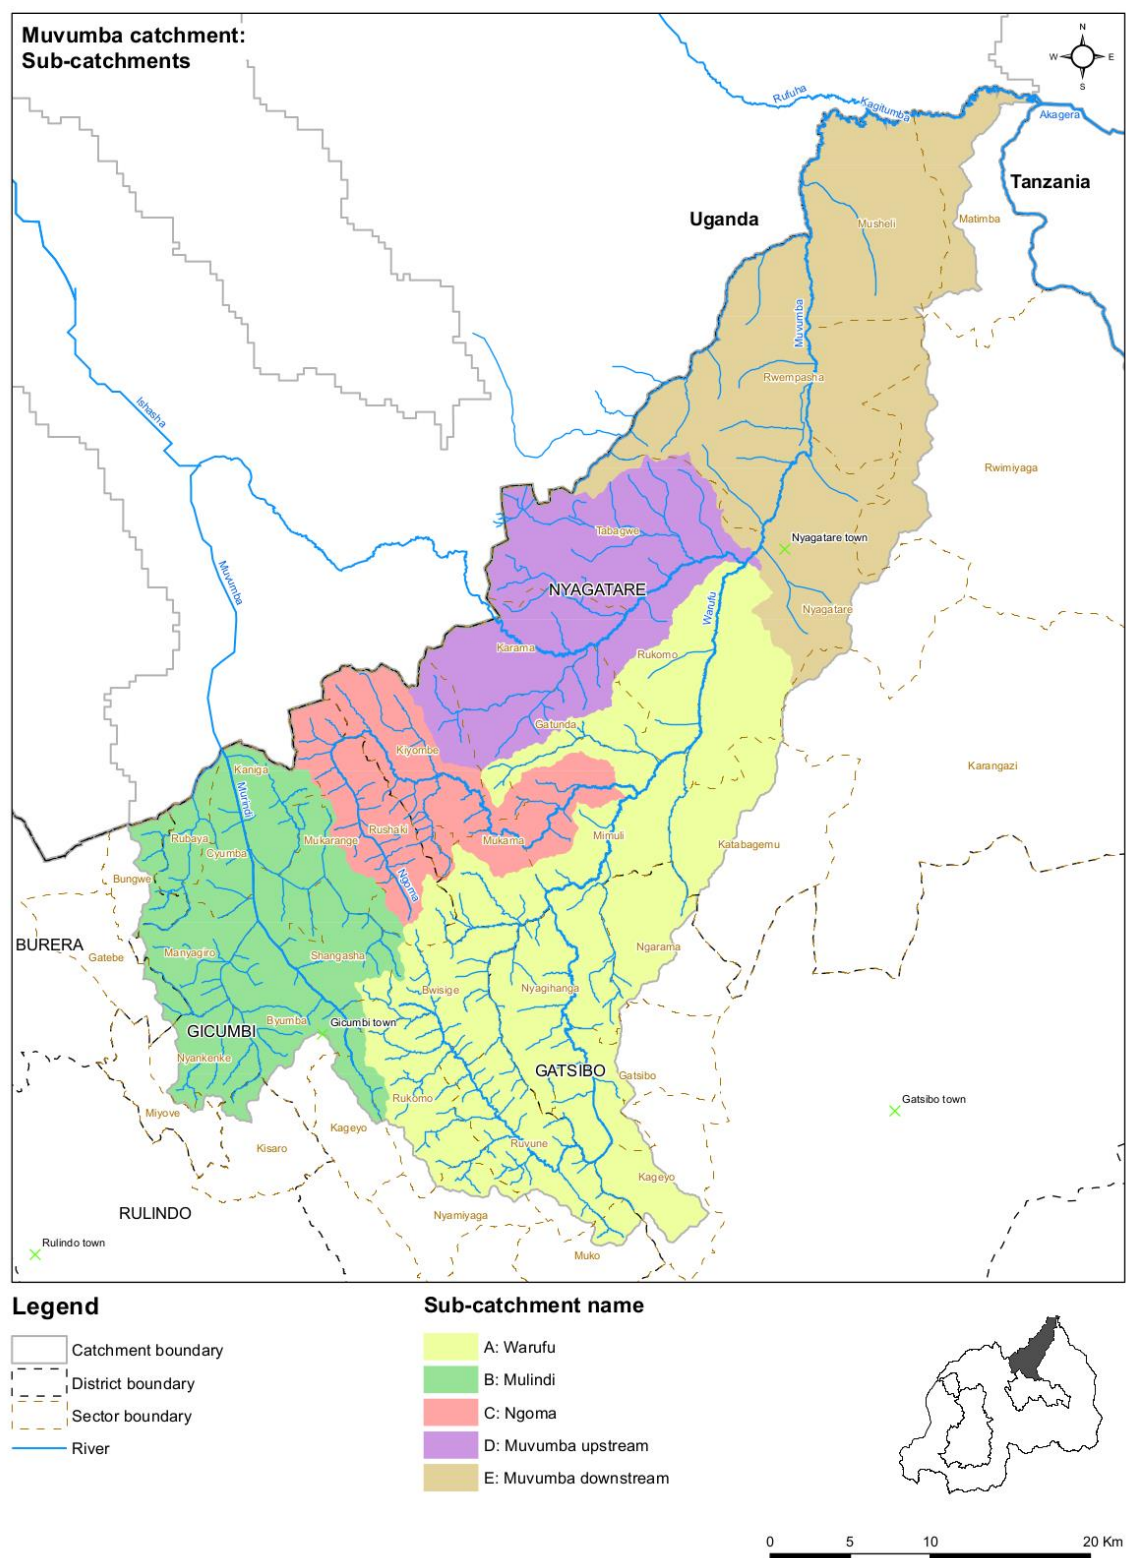 Muvumba catchment:
Sub-catchments
N
W E
S
Rufuha
Kagitumba
Akagera
Tanzania
Uganda
Musheli
Matimba
Muvumba
Rwempasha
Ishasha
Rwimiyaga
Tabagwe
Nyagatare town
Muvumba
NYAGATARE
Warufu
Nyagatare
Karama
Rukomo
Gatunda
Kiyombe
Kaniga
Karangazi
Murindi
Rushaki
Rubaya
Mukarange
Mukama
Mimuli
Cyumba
Katabagemu
Bungwe
Ngoma
BURERA
Gatebe
Manyagiro
Shangasha
Ngarama
Bwisige
Nyagihanga
Byumba
Gicumbi town
GICUMBI
Nyankenke
GATSIBO
Gatsibo
Rukomo
Gatsibo town
Miyove
Kageyo
Kisaro
Ruvune
Kageyo
RULINDO
Nyamiyaga
Rulindo town
Muko
Legend
Catchment boundary
District boundary
Sector boundary
River
Sub-catchment name
A: Warufu
B: Mulindi
C: Ngoma
D: Muvumba upstream
E: Muvumba downstream
0 5 10 20 Km